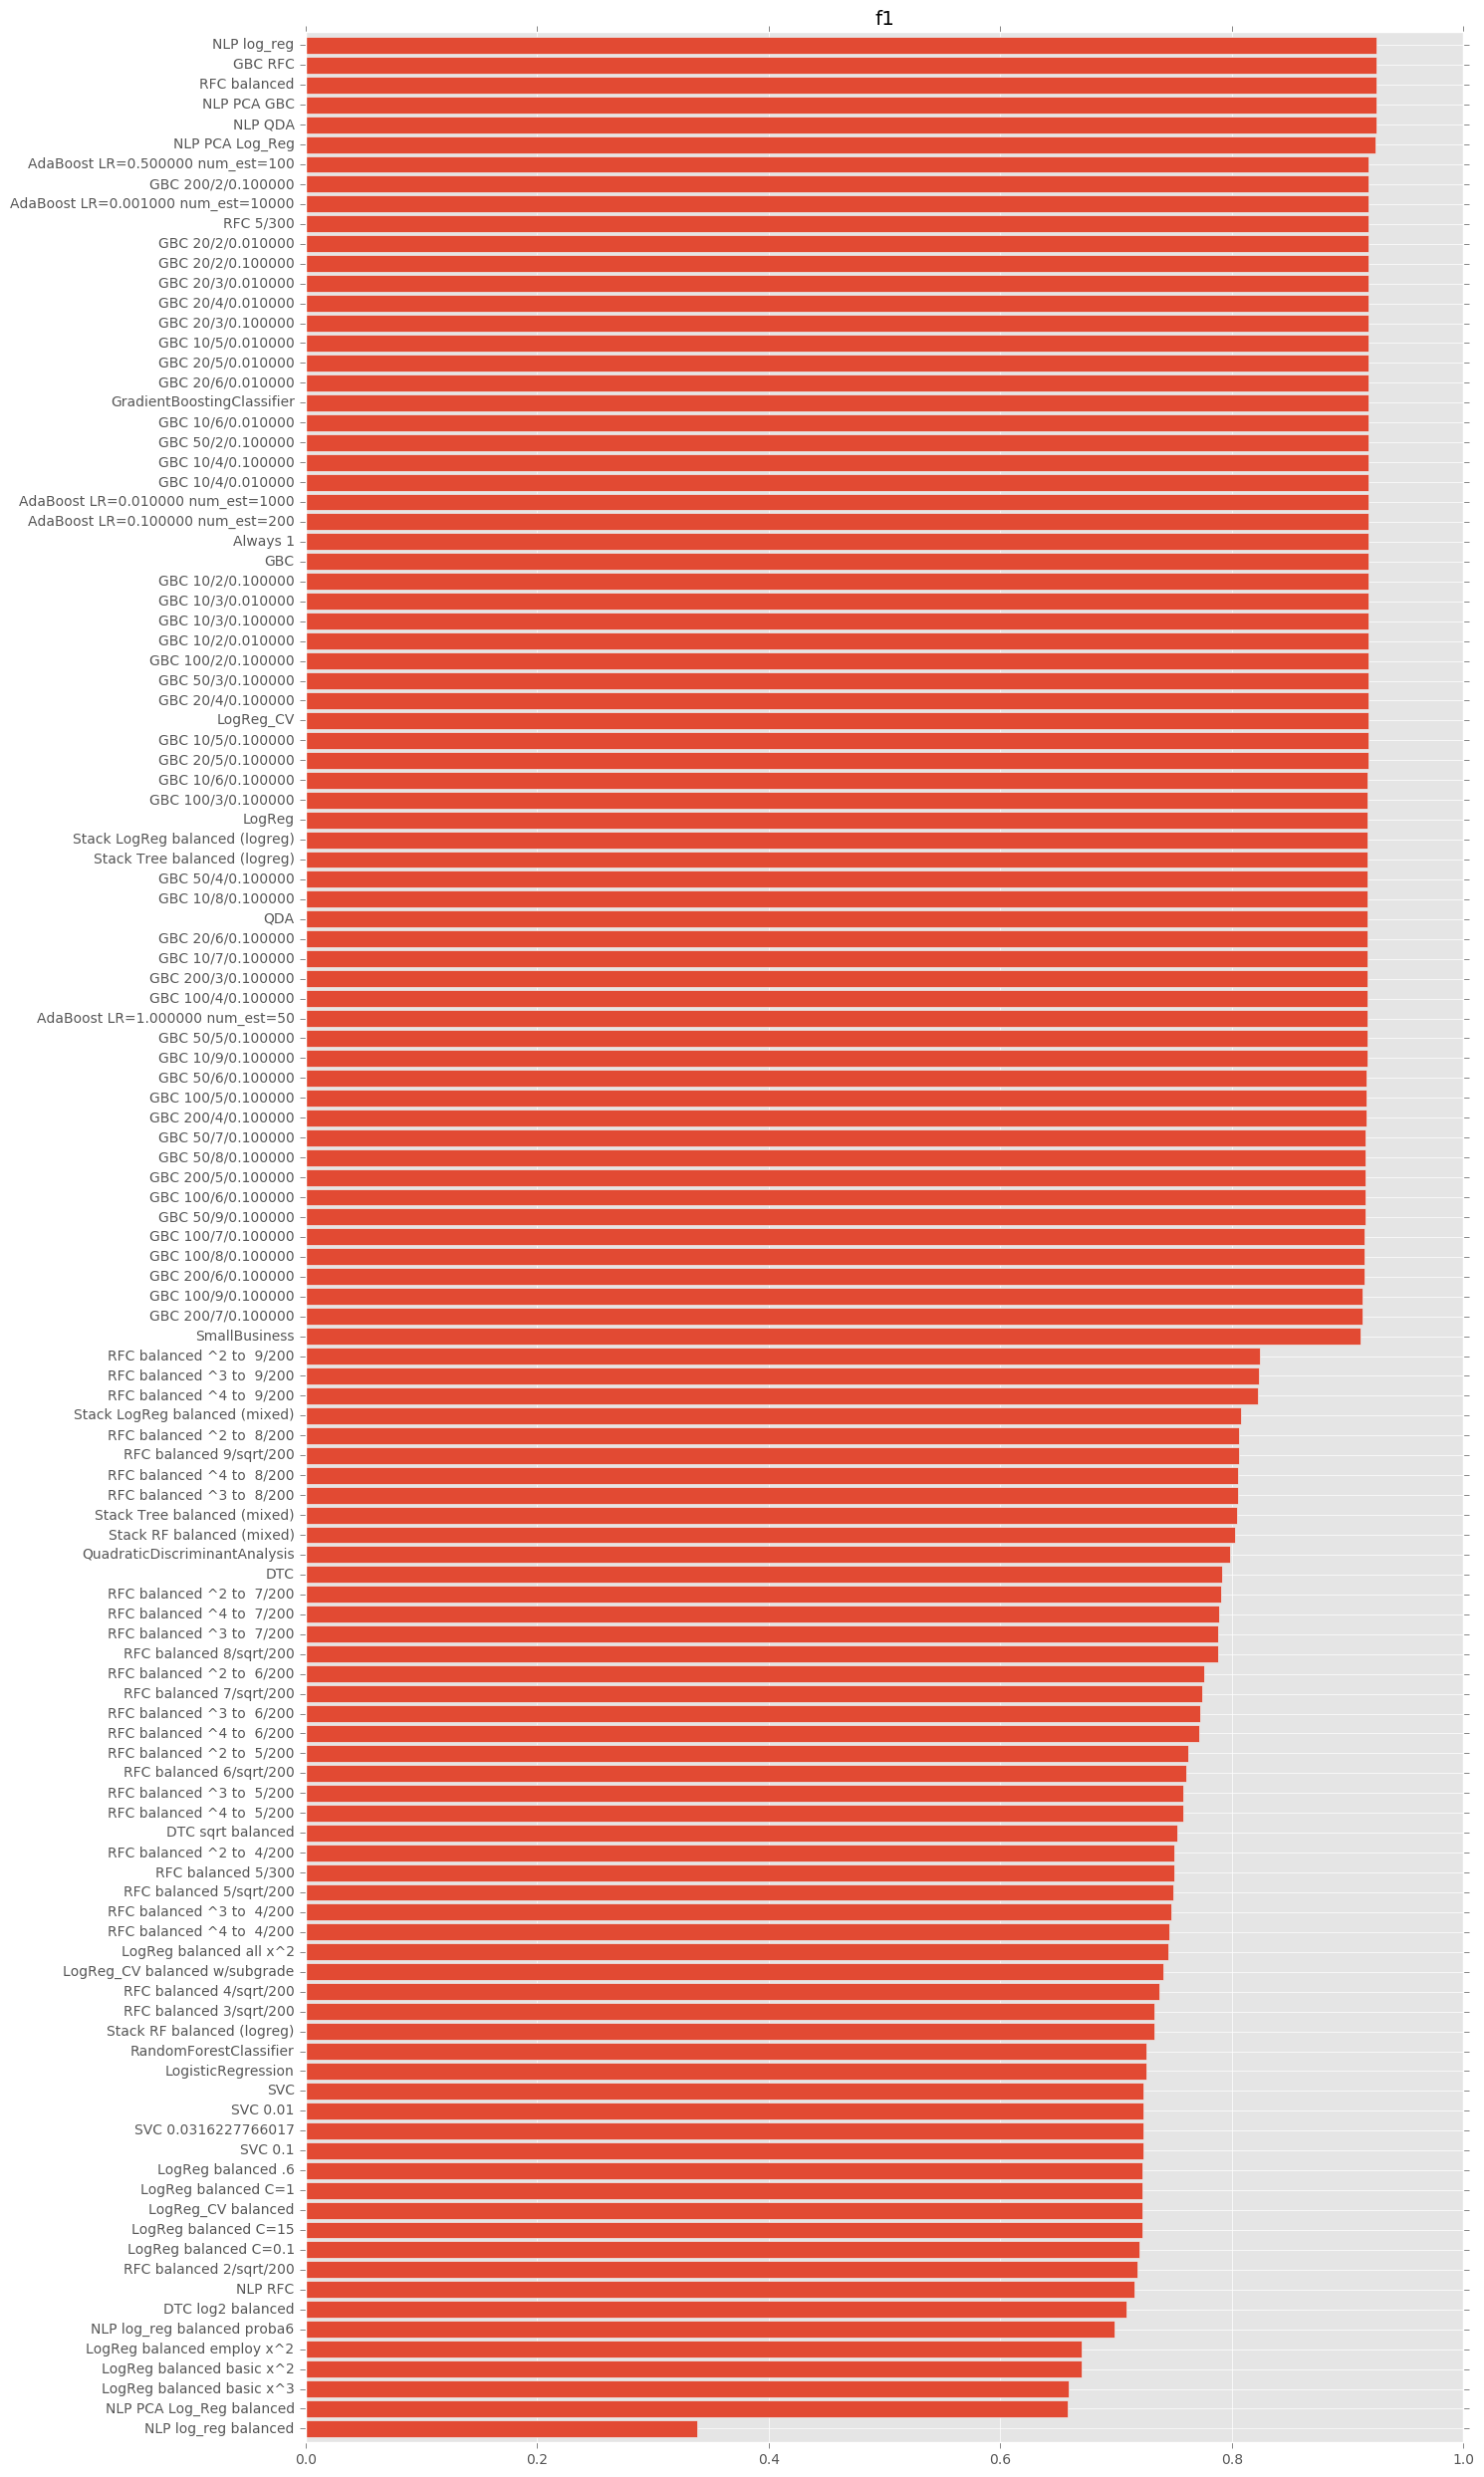 f1
NLP log_reg
GBC RFC
RFC balanced
NLP PCA GBC
NLP QDA
NLP PCA Log_Reg
AdaBoost LR=0.500000 num_est=100
GBC 200/2/0.100000
AdaBoost LR=0.001000 num_est=10000
RFC 5/300
GBC 20/2/0.010000
GBC 20/2/0.100000
GBC 20/3/0.010000
GBC 20/4/0.010000
GBC 20/3/0.100000
GBC 10/5/0.010000
GBC 20/5/0.010000
GBC 20/6/0.010000
GradientBoostingClassifier
GBC 10/6/0.010000
GBC 50/2/0.100000
GBC 10/4/0.100000
GBC 10/4/0.010000
AdaBoost LR=0.010000 num_est=1000
AdaBoost LR=0.100000 num_est=200
Always 1
GBC
GBC 10/2/0.100000
GBC 10/3/0.010000
GBC 10/3/0.100000
GBC 10/2/0.010000
GBC 100/2/0.100000
GBC 50/3/0.100000
GBC 20/4/0.100000
LogReg_CV
GBC 10/5/0.100000
GBC 20/5/0.100000
GBC 10/6/0.100000
GBC 100/3/0.100000
LogReg
Stack LogReg balanced (logreg)
Stack Tree balanced (logreg)
GBC 50/4/0.100000
GBC 10/8/0.100000
QDA
GBC 20/6/0.100000
GBC 10/7/0.100000
GBC 200/3/0.100000
GBC 100/4/0.100000
AdaBoost LR=1.000000 num_est=50
GBC 50/5/0.100000
GBC 10/9/0.100000
GBC 50/6/0.100000
GBC 100/5/0.100000
GBC 200/4/0.100000
GBC 50/7/0.100000
GBC 50/8/0.100000
GBC 200/5/0.100000
GBC 100/6/0.100000
GBC 50/9/0.100000
GBC 100/7/0.100000
GBC 100/8/0.100000
GBC 200/6/0.100000
GBC 100/9/0.100000
GBC 200/7/0.100000
SmallBusiness
RFC balanced ^2 to  9/200
RFC balanced ^3 to  9/200
RFC balanced ^4 to  9/200
Stack LogReg balanced (mixed)
RFC balanced ^2 to  8/200
RFC balanced 9/sqrt/200
RFC balanced ^4 to  8/200
RFC balanced ^3 to  8/200
Stack Tree balanced (mixed)
Stack RF balanced (mixed)
QuadraticDiscriminantAnalysis
DTC
RFC balanced ^2 to  7/200
RFC balanced ^4 to  7/200
RFC balanced ^3 to  7/200
RFC balanced 8/sqrt/200
RFC balanced ^2 to  6/200
RFC balanced 7/sqrt/200
RFC balanced ^3 to  6/200
RFC balanced ^4 to  6/200
RFC balanced ^2 to  5/200
RFC balanced 6/sqrt/200
RFC balanced ^3 to  5/200
RFC balanced ^4 to  5/200
DTC sqrt balanced
RFC balanced ^2 to  4/200
RFC balanced 5/300
RFC balanced 5/sqrt/200
RFC balanced ^3 to  4/200
RFC balanced ^4 to  4/200
LogReg balanced all x^2
LogReg_CV balanced w/subgrade
RFC balanced 4/sqrt/200
RFC balanced 3/sqrt/200
Stack RF balanced (logreg)
RandomForestClassifier
LogisticRegression
SVC
SVC 0.01
SVC 0.0316227766017
SVC 0.1
LogReg balanced .6
LogReg balanced C=1
LogReg_CV balanced
LogReg balanced C=15
LogReg balanced C=0.1
RFC balanced 2/sqrt/200
NLP RFC
DTC log2 balanced
NLP log_reg balanced proba6
LogReg balanced employ x^2
LogReg balanced basic x^2
LogReg balanced basic x^3
NLP PCA Log_Reg balanced
NLP log_reg balanced
0.0 0.2 0.4 0.6 0.8 1.0